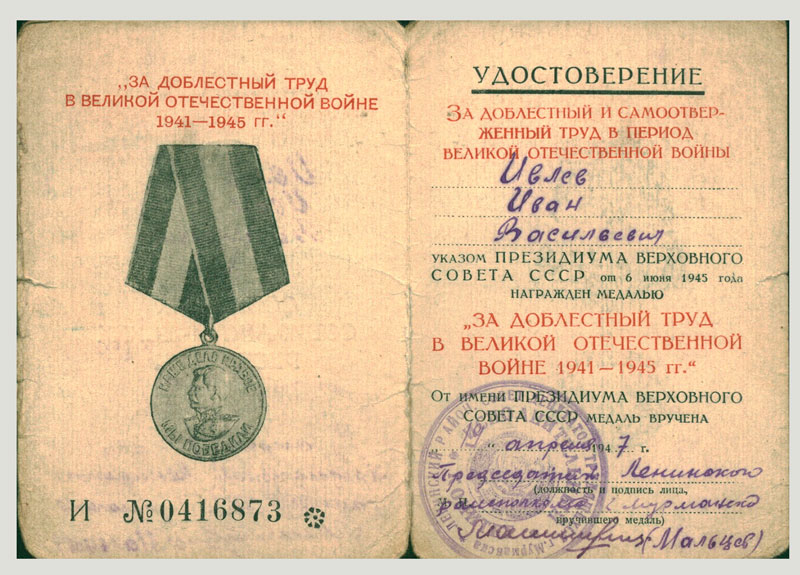 „ЗА ДОБЛЕСТНЫЙ ТРУД
В ВЕЛИКОЙ ОТЕЧЕСТВЕННОЙ ВОЙНЕ
1941—1945 гг.“
НАШЕ ДЕЛО ПРАВОЕ
МЫ ПОБЕДИЛИ
И №0416873
УДОСТОВЕРЕНИЕ
ЗА ДОБЛЕСТНЫЙ И САМООТВЕР-
ЖЕННЫЙ ТРУД В ПЕРИОД
ВЕЛИКОЙ ОТЕЧЕСТВЕННОЙ ВОЙНЫ
Ивлев
Иван
Васильевич
УКАЗОМ ПРЕЗИДИУМА ВЕРХОВНОГО
СОВЕТА СССР от 6 июня 1945 года
НАГРАЖДЕН МЕДАЛЬЮ
„ЗА ДОБЛЕСТНЫЙ ТРУД
В ВЕЛИКОЙ ОТЕЧЕСТВЕННОЙ
ВОЙНЕ 1941—1945 гг.“
От имени ПРЕЗИДИУМА ВЕРХОВНОГО
СОВЕТА СССР МЕДАЛЬ ВРУЧЕНА
апреля 1947 г.
Председатель Ленинского
(должность и подпись лица,
райисполкома г. Мурманска
вручившего медаль)
(Мальцев)
г. Мурманска